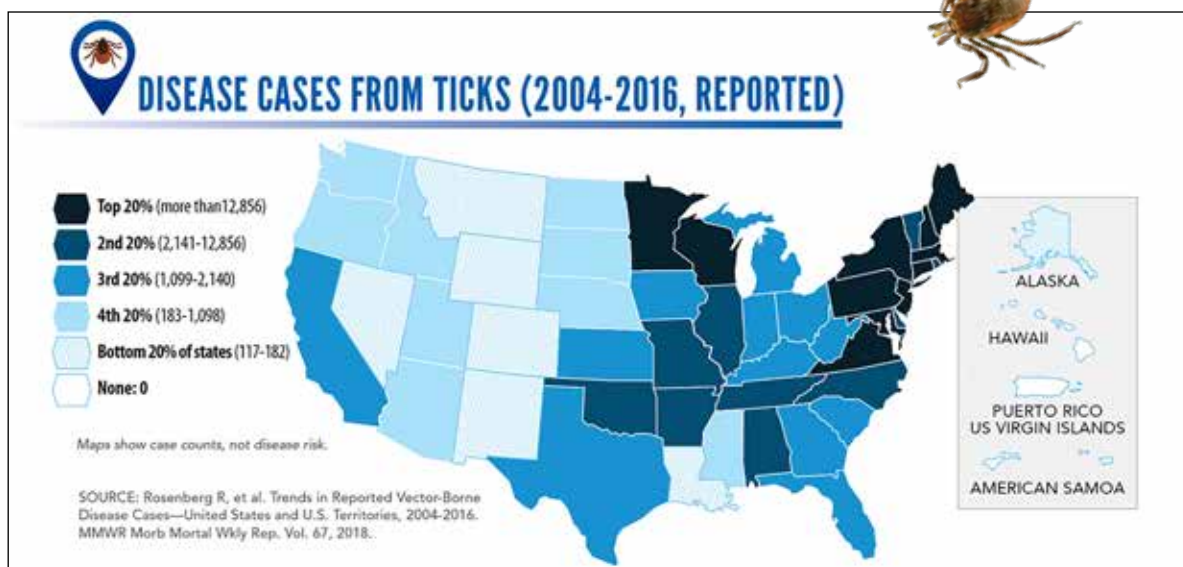 DISEASE CASES FROM TICKS (2004-2016, REPORTED)
Top 20% (more than12,856)
2nd 20% (2,141-12,856)
3rd 20% (1,099-2,140)
4th 20% (183-1,098)
Bottom 20% of states (117-182)
None: 0
Maps show case counts, not disease risk.
SOURCE: Rosenberg R, et al. Trends in Reported Vector-Borne
Disease Cases—United States and U.S. Territories, 2004-2016.
MMWR Morb Mortal Wkly Rep. Vol. 67, 2018.
ALASKA
HAWAII
PUERTO RICO
US VIRGIN ISLANDS
AMERICAN SAMOA